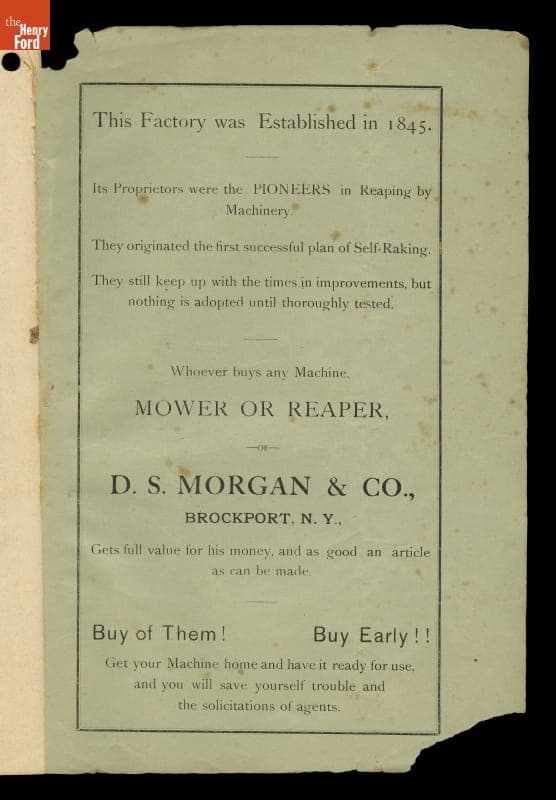 the
Henry
Ford
This Factory was Established in 1845.
Its Proprietors were the PIONEERS in Reaping by
Machinery.
They originated the first successful plan of Self-Raking.
They still keep up with the times in improvements, but
nothing is adopted until thoroughly tested.
Whoever buys any Machine,
MOWER OR REAPER,
—OF—
D. S. MORGAN & CO.,
BROCKPORT, N. Y.,
Gets full value for his money, and as good an article
as can be made.
Buy of Them! Buy Early!!
Get your Machine home and have it ready for use,
and you will save yourself trouble and
the solicitations of agents.